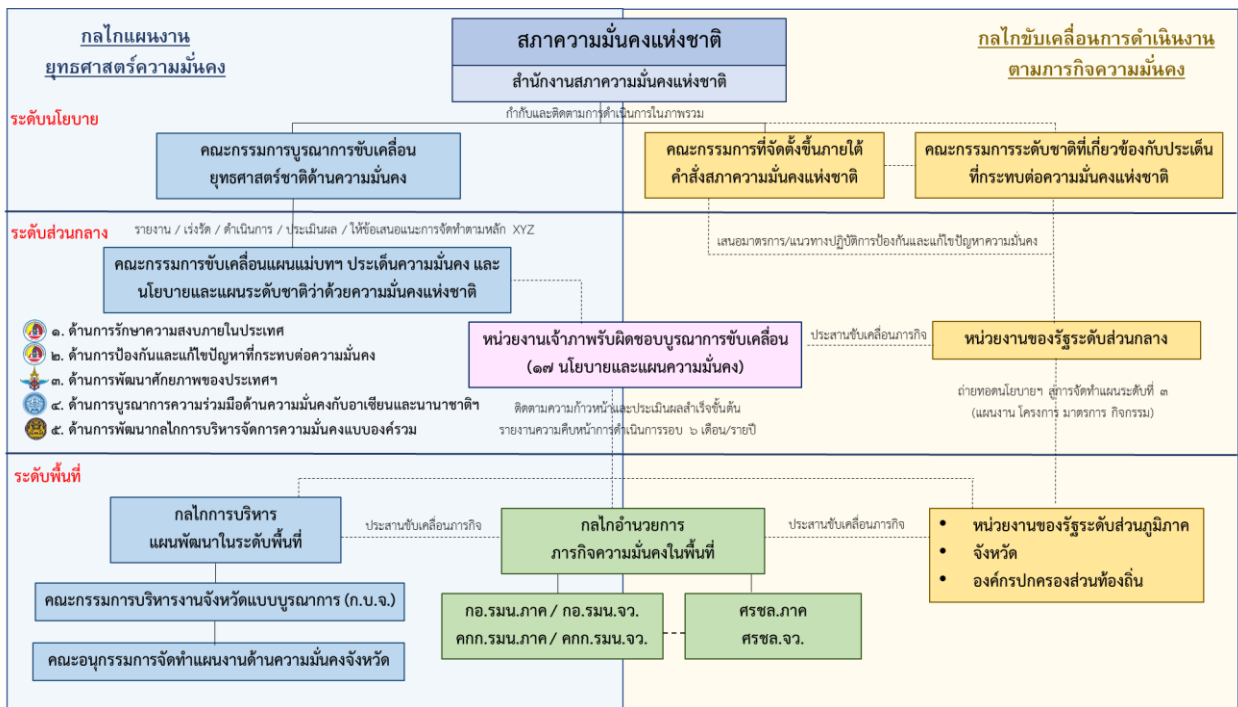 กลไกแผนงาน
ยุทธศาสตร์ความมั่นคง
สภาความมั่นคงแห่งชาติ
สำนักงานสภาความมั่นคงแห่งชาติ
กลไกขับเคลื่อนการดำเนินงาน
ตามภารกิจความมั่นคง
ระดับนโยบาย
กำกับและติดตามการดำเนินการในภาพรวม
คณะกรรมการบูรณาการขับเคลื่อน
ยุทธศาสตร์ชาติด้านความมั่นคง
คณะกรรมการที่จัดตั้งขึ้นภายใต้
คำสั่งสภาความมั่นคงแห่งชาติ
คณะกรรมการระดับชาติที่เกี่ยวข้องกับประเด็น
ที่กระทบต่อความมั่นคงแห่งชาติ
ระดับส่วนกลาง
รายงาน / เร่งรัด / ดำเนินการ / ประเมินผล / ให้ข้อเสนอแนะการจัดทำตามหลัก XYZ
เสนอมาตรการ/แนวทางปฏิบัติการป้องกันและแก้ไขปัญหาความมั่นคง
คณะกรรมการขับเคลื่อนแผนแม่บทฯ ประเด็นความมั่นคง และ
นโยบายและแผนระดับชาติว่าด้วยความมั่นคงแห่งชาติ
๑. ด้านการรักษาความสงบภายในประเทศ
๒. ด้านการป้องกันและแก้ไขปัญหาที่กระทบต่อความมั่นคง
๓. ด้านการพัฒนาศักยภาพของประเทศฯ
๔. ด้านการบูรณาการความร่วมมือด้านความมั่นคงกับอาเซียนและนานาชาติฯ
๕. ด้านการพัฒนากลไกการบริหารจัดการความมั่นคงแบบองค์รวม
หน่วยงานเจ้าภาพรับผิดชอบบูรณาการขับเคลื่อน
(๑๗ นโยบายและแผนความมั่นคง)
ประสานขับเคลื่อนภารกิจ
หน่วยงานของรัฐระดับส่วนกลาง
ติดตามความก้าวหน้าและประเมินผลสำเร็จขั้นต้น
รายงานความคืบหน้าการดำเนินการรอบ ๖ เดือน/รายปี
ถ่ายทอดนโยบายฯ สู่การจัดทำแผนระดับที่ ๓
(แผนงาน โครงการ มาตรการ กิจกรรม)
ระดับพื้นที่
กลไกการบริหาร
แผนพัฒนาในระดับพื้นที่
ประสานขับเคลื่อนภารกิจ
กลไกอำนวยการ
ภารกิจความมั่นคงในพื้นที่
ประสานขับเคลื่อนภารกิจ
• หน่วยงานของรัฐระดับส่วนภูมิภาค
• จังหวัด
• องค์กรปกครองส่วนท้องถิ่น
คณะกรรมการบริหารงานจังหวัดแบบบูรณาการ (ก.บ.จ.)
คณะอนุกรรมการจัดทำแผนงานด้านความมั่นคงจังหวัด
กอ.รมน.ภาค / กอ.รมน.จว.
คกก.รมน.ภาค / คกก.รมน.จว.
ศรชล.ภาค
ศรชล.จว.